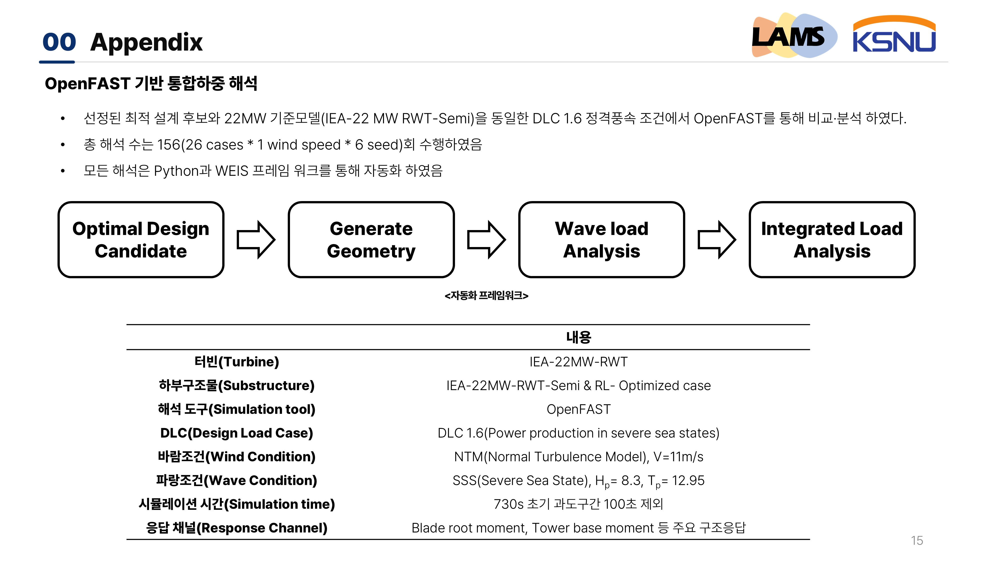 00 Appendix
LAMS
KSNU
OpenFAST 기반 통합하중 해석
• 선정된 최적 설계 후보와 22MW 기준모델(IEA-22 MW RWT-Semi)을 동일한 DLC 1.6 정격풍속 조건에서 OpenFAST를 통해 비교·분석 하였다.
• 총 해석 수는 156(26 cases * 1 wind speed * 6 seed)회 수행하였음
• 모든 해석은 Python과 WEIS 프레임 워크를 통해 자동화 하였음
Optimal Design
Candidate
Generate
Geometry
Wave load
Analysis
Integrated Load
Analysis
<자동화 프레임워크>
내용
터빈(Turbine) IEA-22MW-RWT
하부구조물(Substructure) IEA-22MW-RWT-Semi & RL- Optimized case
해석 도구(Simulation tool) OpenFAST
DLC(Design Load Case) DLC 1.6(Power production in severe sea states)
바람조건(Wind Condition) NTM(Normal Turbulence Model), V=11m/s
파랑조건(Wave Condition) SSS(Severe Sea State), Hp= 8.3, Tp= 12.95
시뮬레이션 시간(Simulation time) 730s 초기 과도구간 100초 제외
응답 채널(Response Channel) Blade root moment, Tower base moment 등 주요 구조응답
15